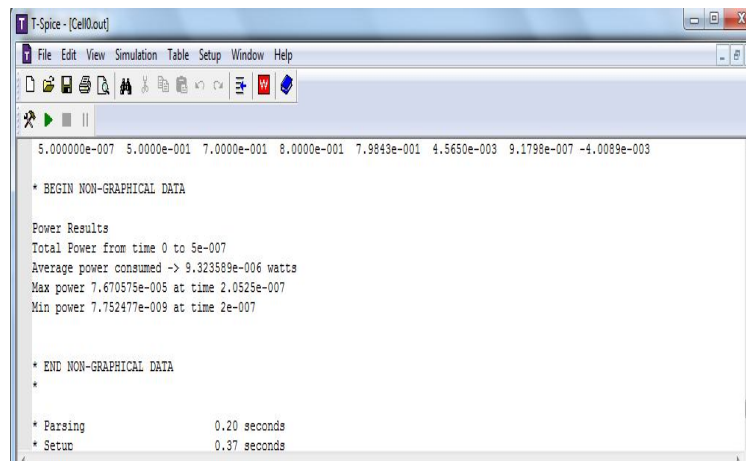 T-Spice - [Cell0.out]
File Edit View Simulation Table Setup Window Help
5.000000e-007 5.0000e-001 7.0000e-001 8.0000e-001 7.9843e-001 4.5650e-003 9.1798e-007 -4.0089e-003
* BEGIN NON-GRAPHICAL DATA
Power Results
Total Power from time 0 to 5e-007
Average power consumed -> 9.323589e-006 watts
Max power 7.670575e-005 at time 2.0525e-007
Min power 7.752477e-009 at time 2e-007
* END NON-GRAPHICAL DATA
*
* Parsing 0.20 seconds
* Setup 0.37 seconds